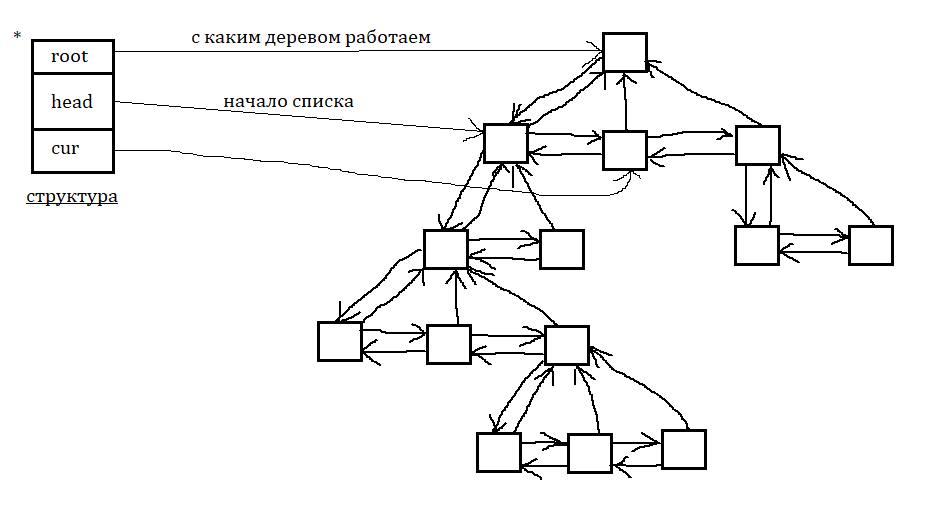 *
root
с каким деревом работаем
head
начало списка
cur
структура